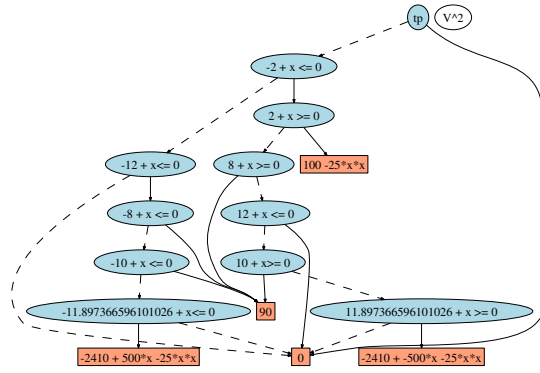 tp
V^2
-2 + x <= 0
2 + x >= 0
-12 + x<= 0
8 + x >= 0
100 -25*x*x
-8 + x <= 0
12 + x <= 0
-10 + x <= 0
10 + x>= 0
-11.897366596101026 + x<= 0
90
11.897366596101026 + x >= 0
-2410 + 500*x -25*x*x
0
-2410 + -500*x -25*x*x